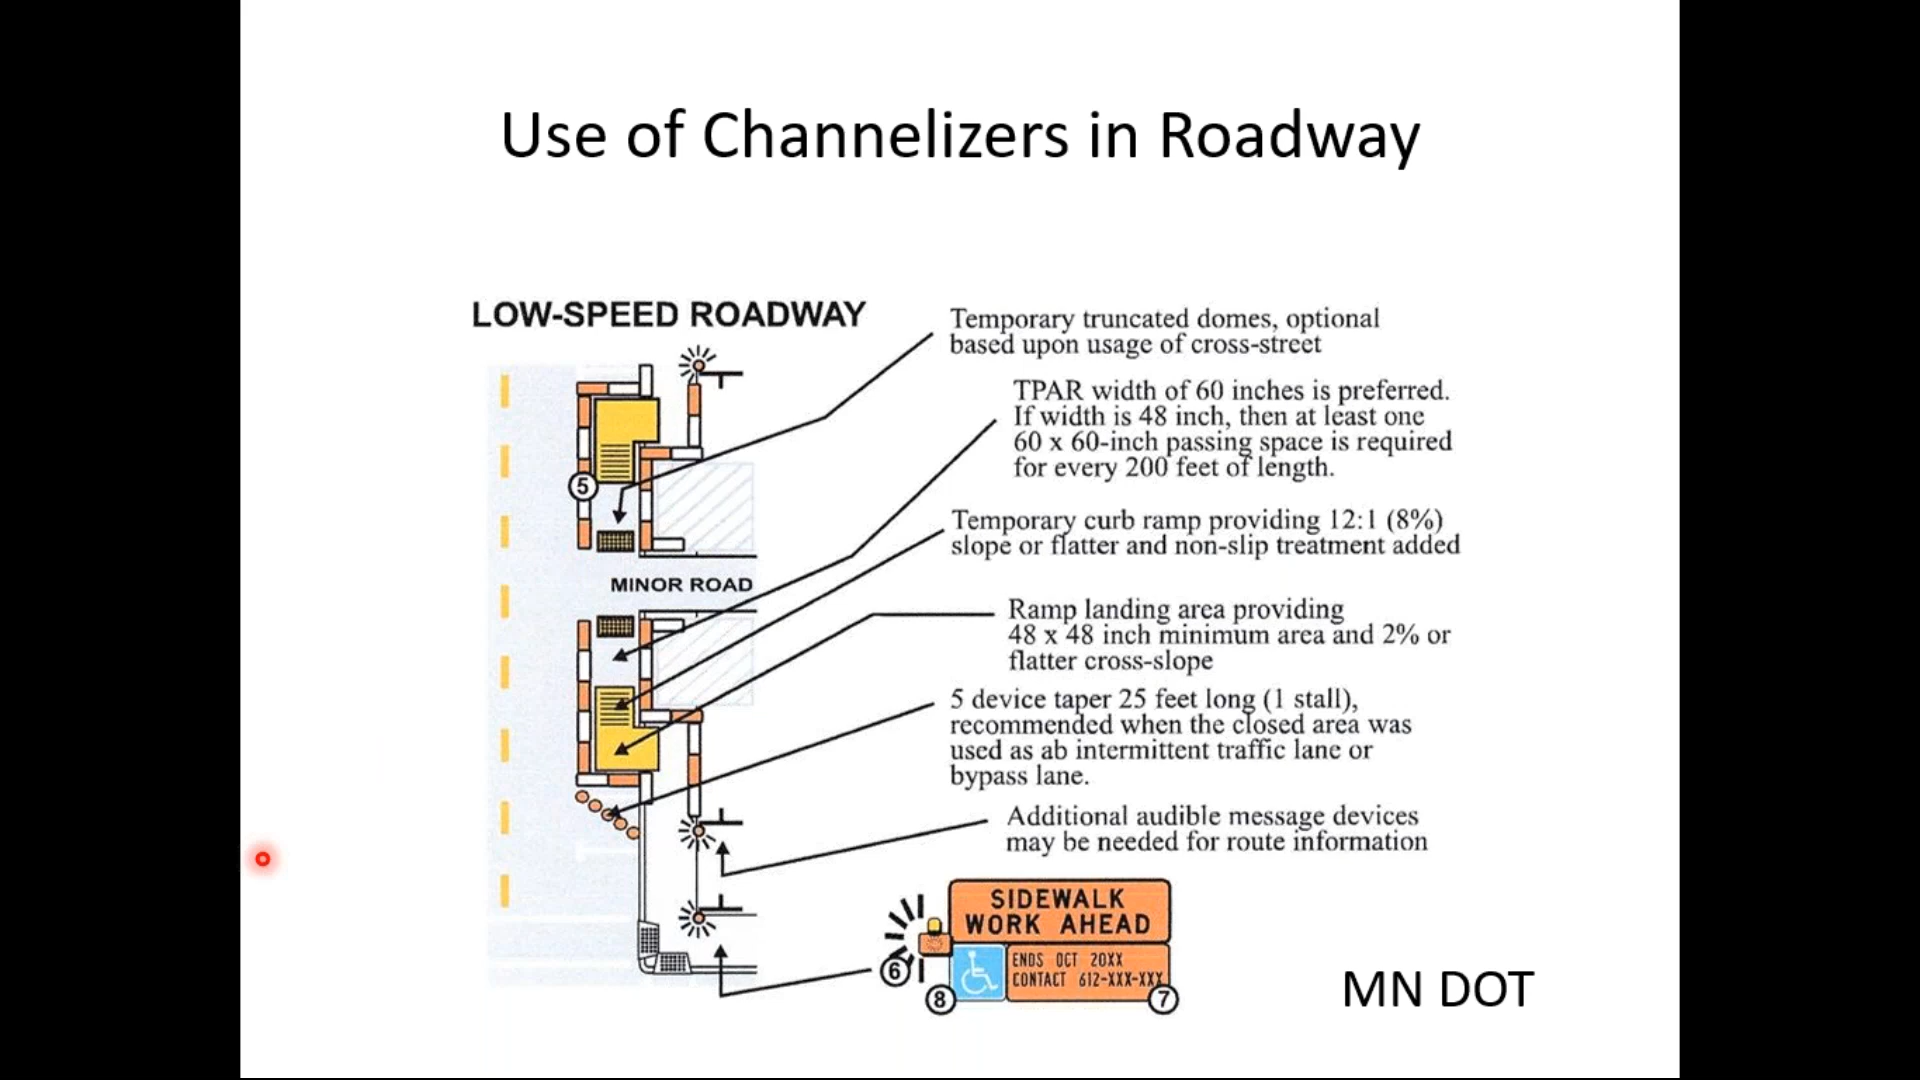 Use of Channelizers in Roadway
LOW-SPEED ROADWAY
Temporary truncated domes, optional
based upon usage of cross-street
TPAR width of 60 inches is preferred.
If width is 48 inch, then at least one
60 x 60-inch passing space is required
for every 200 feet of length.
5
Temporary curb ramp providing 12:1 (8%)
slope or flatter and non-slip treatment added
MINOR ROAD
Ramp landing area providing
48 x 48 inch minimum area and 2% or
flatter cross-slope
5 device taper 25 feet long (1 stall),
recommended when the closed area was
used as ab intermittent traffic lane or
bypass lane.
Additional audible message devices
may be needed for route information
SIDEWALK
WORK AHEAD
ENDS OCT 20XX
CONTACT 612-XXX-XXX
6
8
7
MN DOT